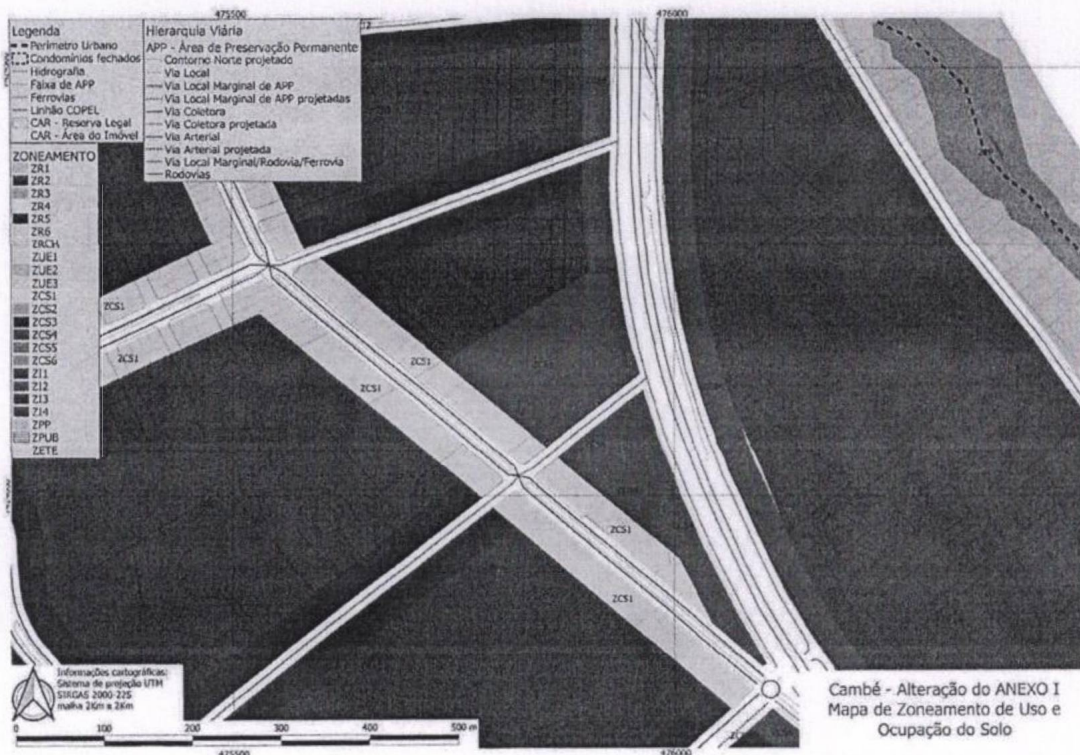 475500
476000
Legenda
Perímetro Urbano
Condomínios fechados
Hidrografia
Faixa de APP
Ferrovias
Linhão COPEL
CAR - Reserva Legal
CAR - Área do Imóvel
Hierarquia Viária
APP - Área de Preservação Permanente
Contorno Norte projetado
Via Local
Via Local Marginal de APP
Via Local Marginal de APP projetadas
Via Coletora
Via Coletora projetada
Via Arterial
Via Arterial projetada
Via Local Marginal/Rodovia/Ferrovia
Rodovias
ZONEAMENTO
ZR1
ZR2
ZR3
ZR4
ZR5
ZR6
ZRCH
ZUE1
ZUE2
ZUE3
ZCS1
ZCS2
ZCS3
ZCS4
ZCS5
ZCS6
ZI1
ZI2
ZI3
ZI4
ZPP
ZPUB
ZETE
ZCS1
ZCS1
ZCS1
ZCS1
ZCS1
ZCS1
Informações cartográficas:
Sistema de projeção UTM
SIRGAS 2000-22S
malha 2Km x 2Km
0 100 200 300 400 500 m
475500
476000
Cambé - Alteração do ANEXO I
Mapa de Zoneamento de Uso e
Ocupação do Solo